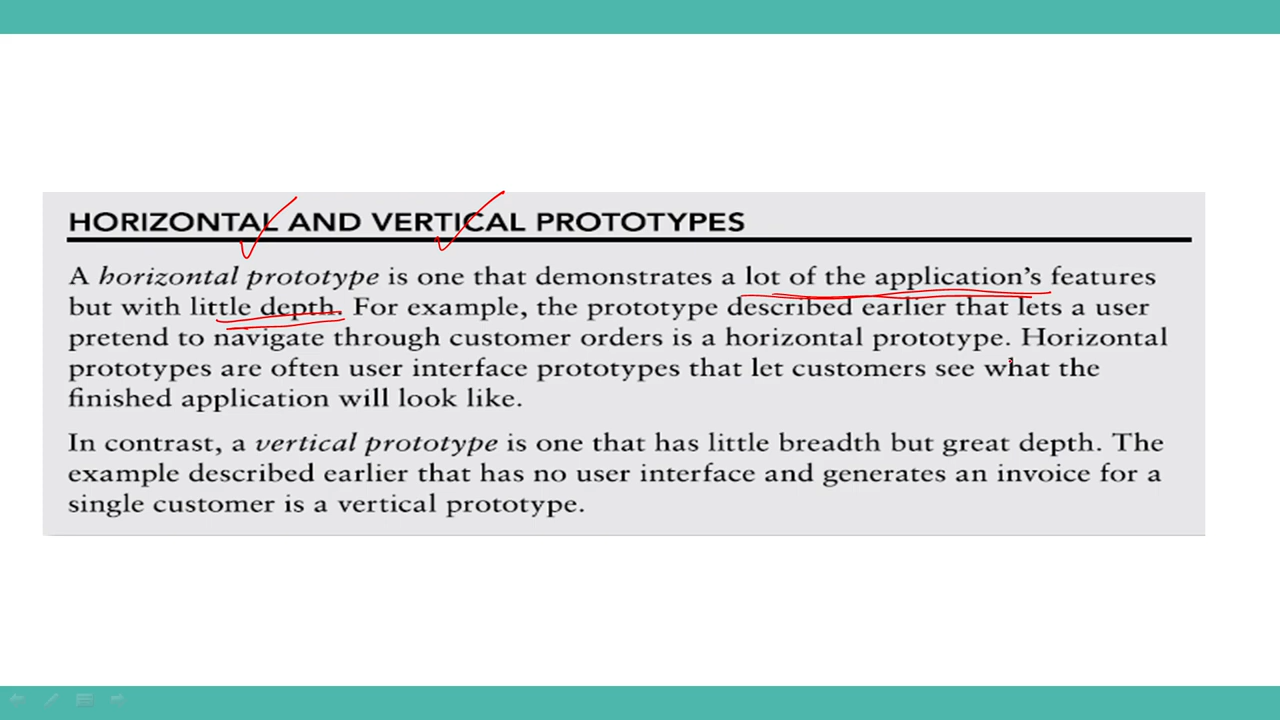 HORIZONTAL AND VERTICAL PROTOTYPES
A horizontal prototype is one that demonstrates a lot of the application's features
but with little depth. For example, the prototype described earlier that lets a user
pretend to navigate through customer orders is a horizontal prototype. Horizontal
prototypes are often user interface prototypes that let customers see what the
finished application will look like.
In contrast, a vertical prototype is one that has little breadth but great depth. The
example described earlier that has no user interface and generates an invoice for a
single customer is a vertical prototype.